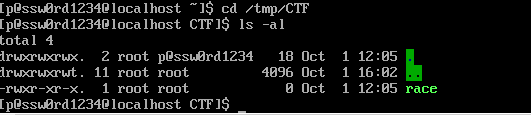 [p@ssw0rd1234@localhost ~]$ cd /tmp/CTF
[p@ssw0rd1234@localhost CTF]$ ls -al
total 4
drwxrwxrwx.  2 root p@ssw0rd1234   18 Oct  1 12:05 .
drwxrwxrwt. 11 root root         4096 Oct  1 16:02 ..
-rwxr-xr-x.  1 root root            0 Oct  1 12:05 race
[p@ssw0rd1234@localhost CTF]$ _